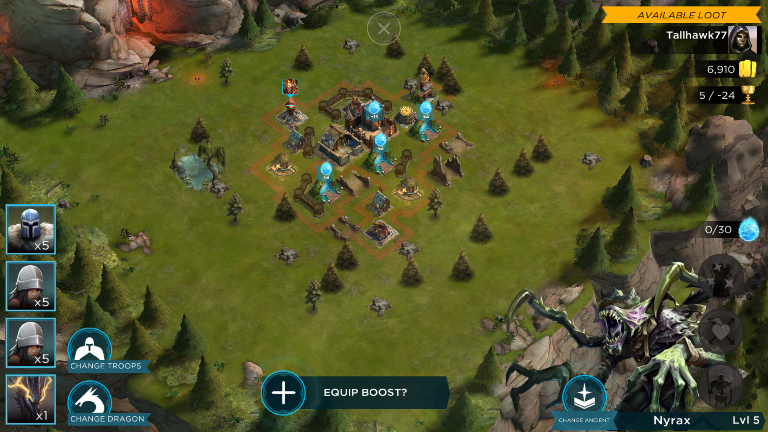 AVAILABLE LOOT
Tallhawk77
6,910
5 / -24
0/30
x5
x5
x5
x1
CHANGE TROOPS
CHANGE DRAGON
EQUIP BOOST?
CHANGE ANCIENT
Nyrax
Lvl 5